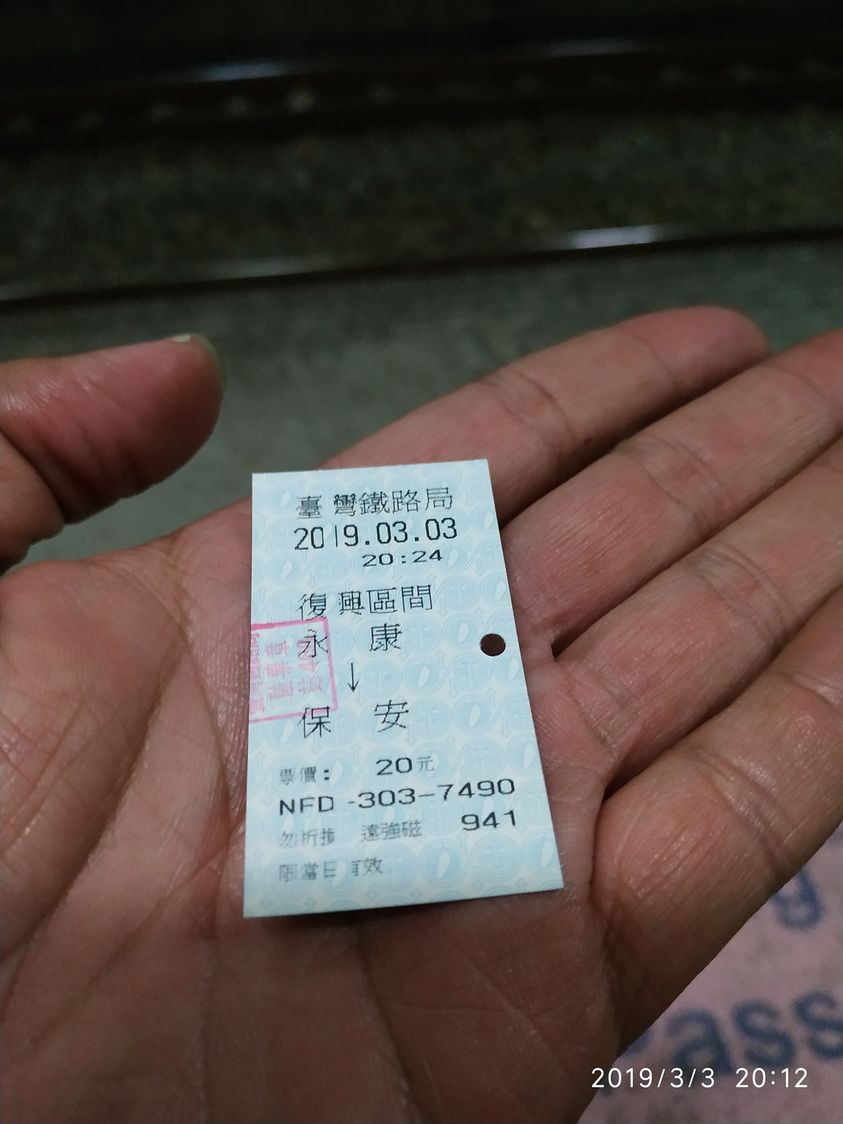 臺灣鐵路局
2019.03.03
20:24
復興區間
永 康
↓
保 安
票價: 20元
NFD-303-7490
勿折損 遠強磁 941
限當日有效
ass
2019/3/3 20:12